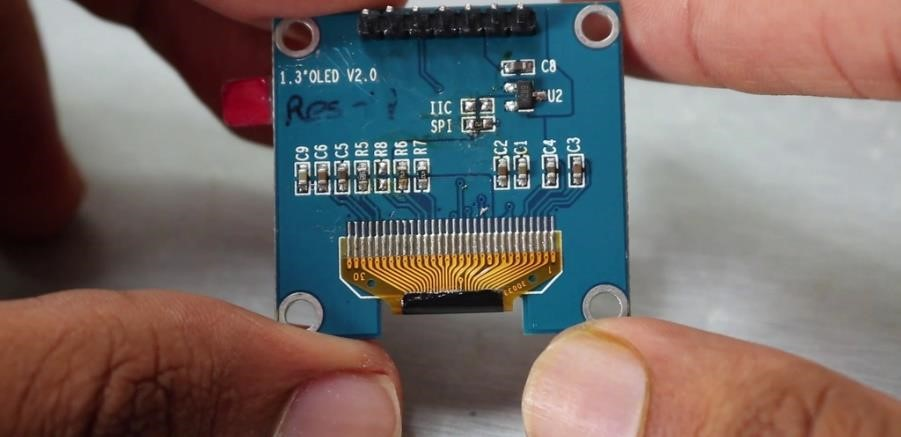 1.3"OLED V2.0
C8
U2
IIC
SPI
C9 C6 C5 R5 R8 R6 R7 C2 C1 C4 C3
30 1